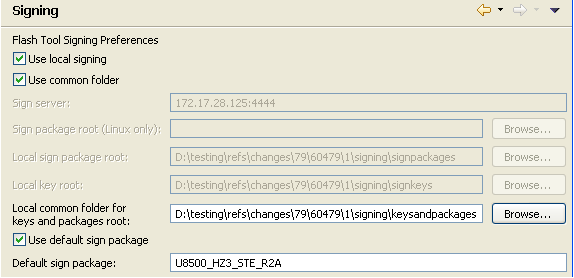 Signing
Flash Tool Signing Preferences
Use local signing
Use common folder
Sign server: 172.17.28.125:4444
Sign package root (Linux only): Browse...
Local sign package root: D:\testing\refs\changes\79\60479\1\signing\signpackages Browse...
Local key root: D:\testing\refs\changes\79\60479\1\signing\signkeys Browse...
Local common folder for
keys and packages root: D:\testing\refs\changes\79\60479\1\signing\keysandpackages Browse...
Use default sign package
Default sign package: U8500_HZ3_STE_R2A